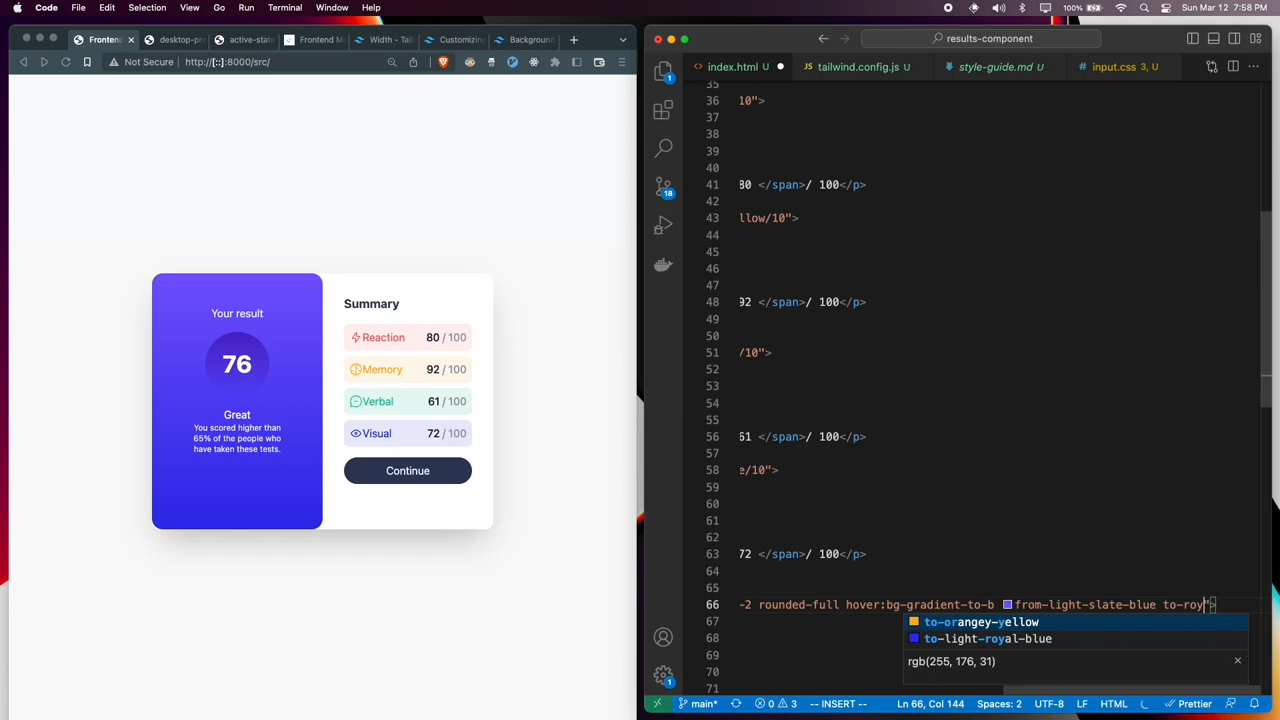 Code File Edit Selection View Go Run Terminal Window Help 100% Sun Mar 12 7:58 PM
Frontend desktop-pr active-state Frontend M Width – Tail Customizing Background
Not Secure http://[::]:8000/src/
Your result
76
Great
You scored higher than
65% of the people who
have taken these tests.
Summary
Reaction 80 / 100
Memory 92 / 100
Verbal 61 / 100
Visual 72 / 100
Continue
results-component
index.html U tailwind.config.js U style-guide.md U # input.css 3, U
1
18
1
35
36 10">
37
38
39
40
41 80 </span>/ 100</p>
42
43 llow/10">
44
45
46
47
48 92 </span>/ 100</p>
49
50
51 /10">
52
53
54
55
56 61 </span>/ 100</p>
57
58 e/10">
59
60
61
62
63 72 </span>/ 100</p>
64
65
66 -2 rounded-full hover:bg-gradient-to-b from-light-slate-blue to-roy">
67
68
69
70
71
to-orangey-yellow
to-light-royal-blue
rgb(255, 176, 31)
main* 0 3 -- INSERT -- Ln 66, Col 144 Spaces: 2 UTF-8 LF HTML Prettier